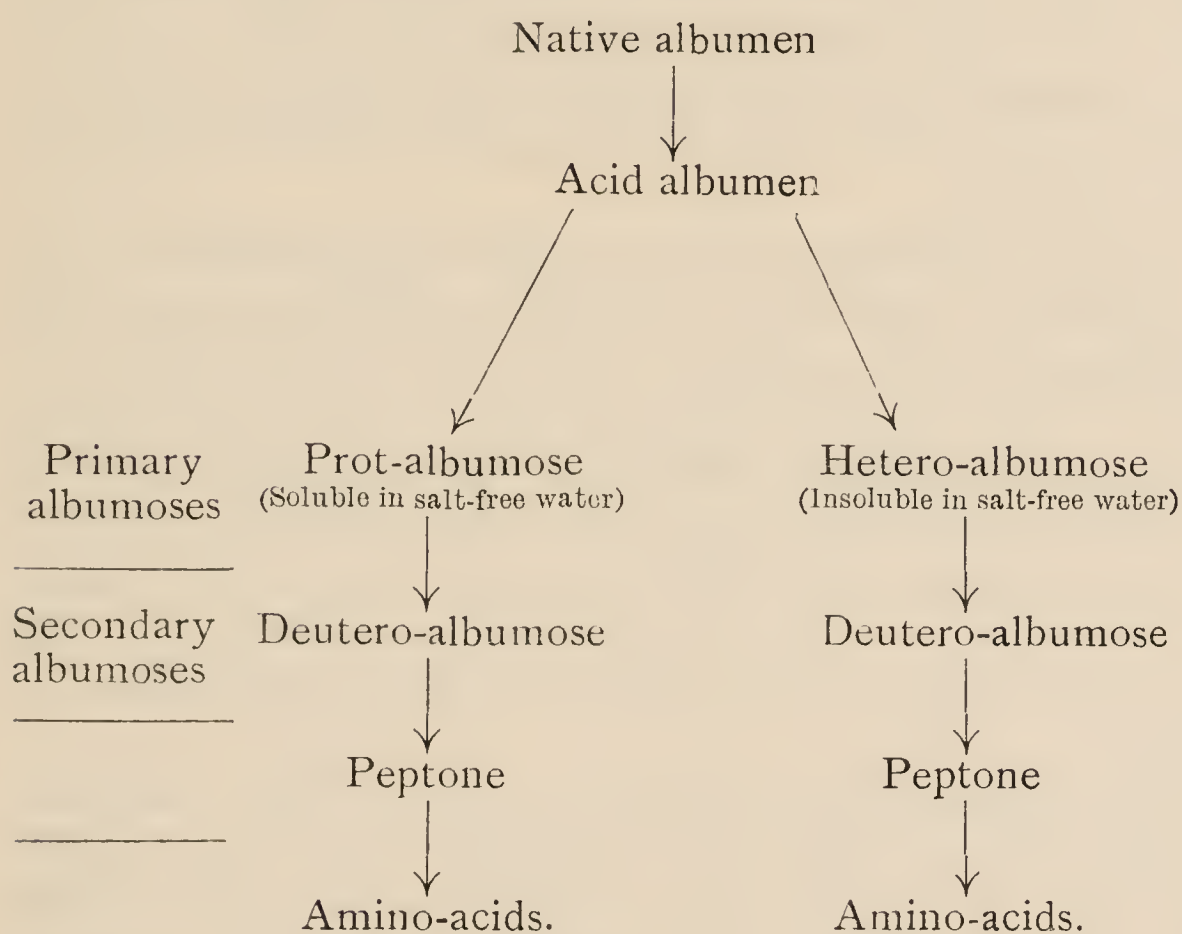 Native albumen
Acid albumen
Primary
albumoses
Prot-albumose
(Soluble in salt-free water)
Hetero-albumose
(Insoluble in salt-free water)
Secondary
albumoses
Deutero-albumose
Deutero-albumose
Peptone
Peptone
Amino-acids.
Amino-acids.